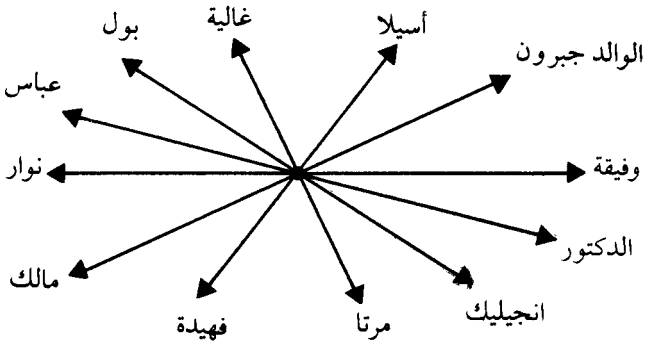 غالية
أسيلا
بول
الوالد جبرون
عباس
وفيقة
نوار
الدكتور
مالك
انجيليك
مرتا
فهيدة